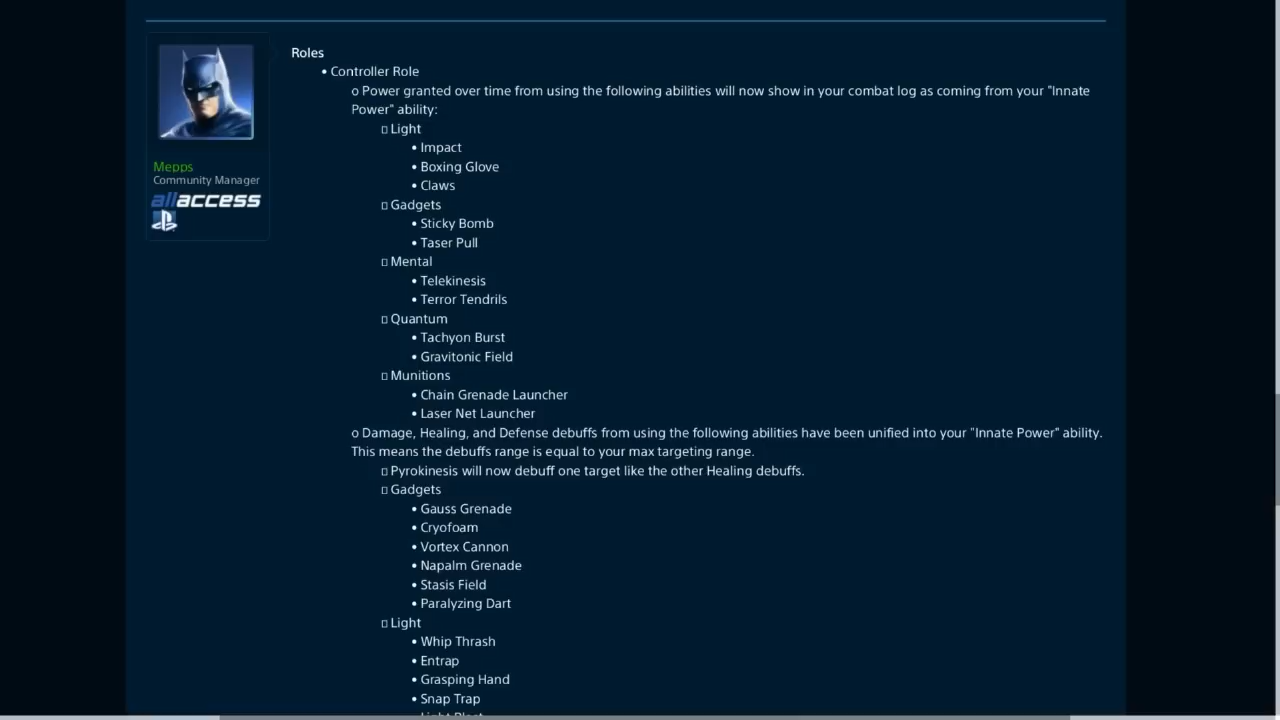 Roles
• Controller Role
o Power granted over time from using the following abilities will now show in your combat log as coming from your "Innate
Power" ability:
Light
• Impact
• Boxing Glove
• Claws
Gadgets
• Sticky Bomb
• Taser Pull
Mental
• Telekinesis
• Terror Tendrils
Quantum
• Tachyon Burst
• Gravitonic Field
Munitions
• Chain Grenade Launcher
• Laser Net Launcher
o Damage, Healing, and Defense debuffs from using the following abilities have been unified into your "Innate Power" ability.
This means the debuffs range is equal to your max targeting range.
Pyrokinesis will now debuff one target like the other Healing debuffs.
Gadgets
• Gauss Grenade
• Cryofoam
• Vortex Cannon
• Napalm Grenade
• Stasis Field
• Paralyzing Dart
Light
• Whip Thrash
• Entrap
• Grasping Hand
• Snap Trap
Mepps
Community Manager
allaccess